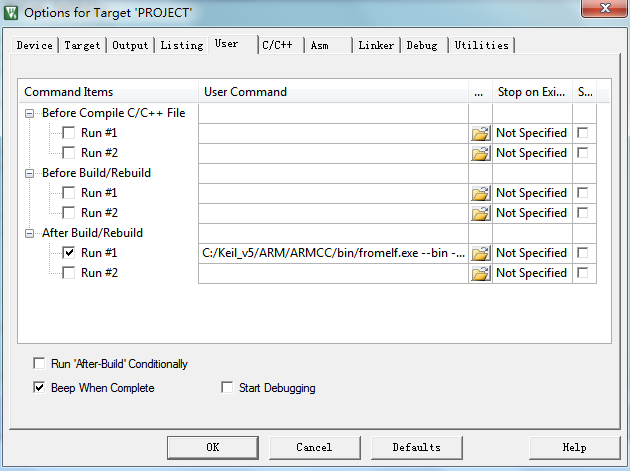 Options for Target 'PROJECT'
Device Target Output Listing User C/C++ Asm Linker Debug Utilities
Command Items User Command ... Stop on Exi... S...
Before Compile C/C++ File
Run #1 Not Specified
Run #2 Not Specified
Before Build/Rebuild
Run #1 Not Specified
Run #2 Not Specified
After Build/Rebuild
Run #1 C:/Keil_v5/ARM/ARMCC/bin/fromelf.exe --bin -... Not Specified
Run #2 Not Specified
Run 'After-Build' Conditionally
Beep When Complete Start Debugging
OK Cancel Defaults Help